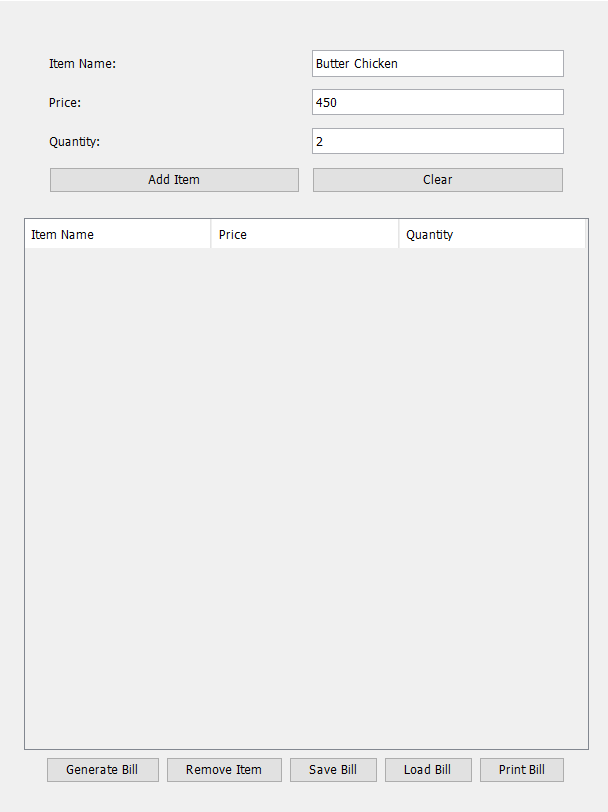 Item Name: Butter Chicken
Price: 450
Quantity: 2
Add Item Clear
Item Name Price Quantity
Generate Bill Remove Item Save Bill Load Bill Print Bill